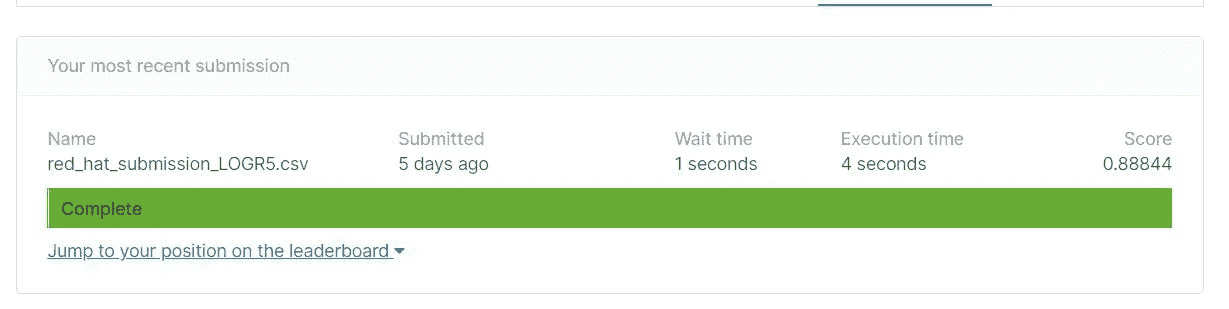 Your most recent submission
Name Submitted Wait time Execution time Score
red_hat_submission_LOGR5.csv 5 days ago 1 seconds 4 seconds 0.88844
Complete
Jump to your position on the leaderboard